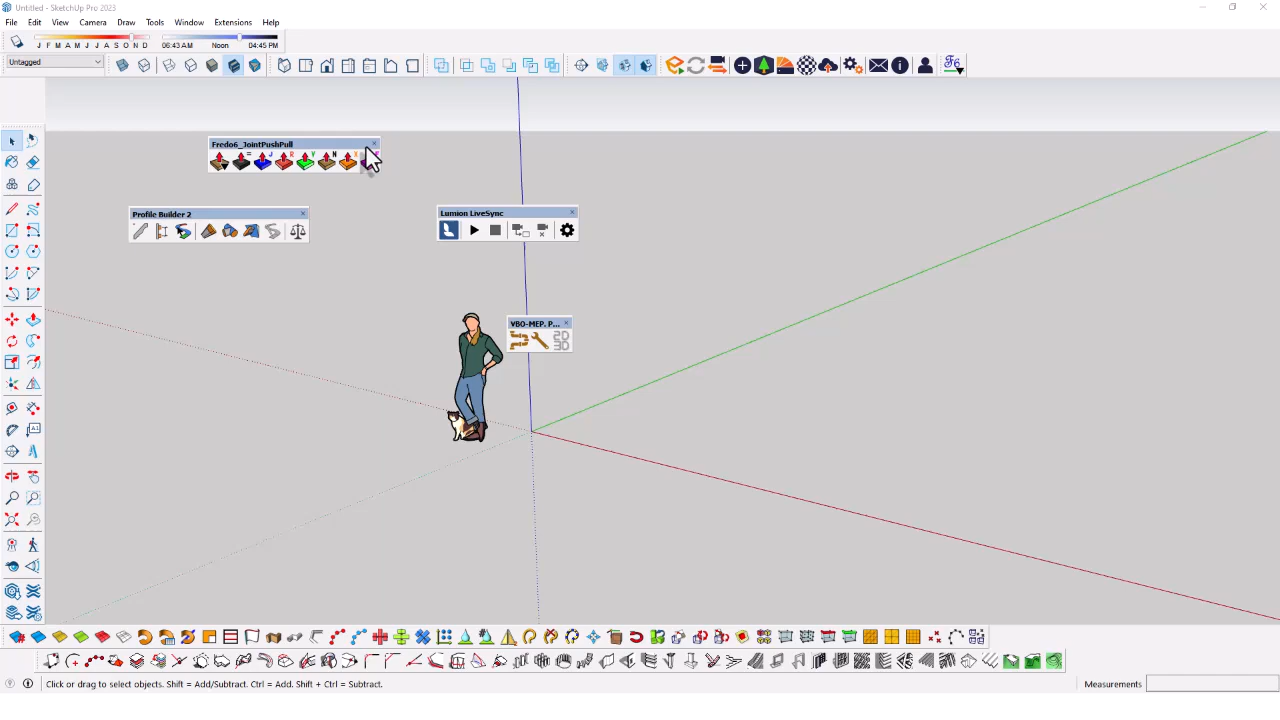 Untitled - SketchUp Pro 2023
File Edit View Camera Draw Tools Window Extensions Help
J F M A M J J A S O N D 06:43 AM Noon 04:45 PM
Untagged
Fredo6_JointPushPull
Profile Builder 2
Lumion LiveSync
VBO-MEP. P...
Click or drag to select objects. Shift = Add/Subtract. Ctrl = Add. Shift + Ctrl = Subtract.
Measurements